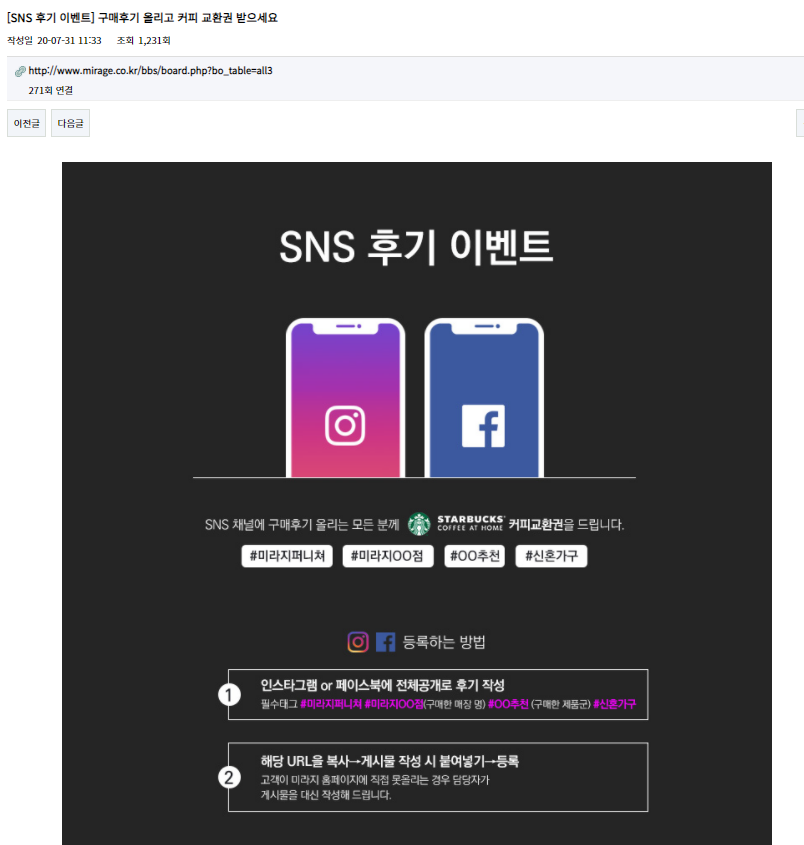 [SNS 후기 이벤트] 구매후기 올리고 커피 교환권 받으세요
작성일 20-07-31 11:33 조회 1,231회
http://www.mirage.co.kr/bbs/board.php?bo_table=all3
271회 연결
이전글 다음글
SNS 후기 이벤트
SNS 채널에 구매후기 올리는 모든 분께 STARBUCKS COFFEE AT HOME 커피교환권을 드립니다.
#미라지퍼니쳐 #미라지OO점 #OO추천 #신혼가구
등록하는 방법
1 인스타그램 or 페이스북에 전체공개로 후기 작성
필수태그 #미라지퍼니쳐 #미라지OO점(구매한 매장 명) #OO추천 (구매한 제품군) #신혼가구
2 해당 URL을 복사→게시물 작성 시 붙여넣기→등록
고객이 미라지 홈페이지에 직접 못올리는 경우 담당자가
게시물을 대신 작성해 드립니다.